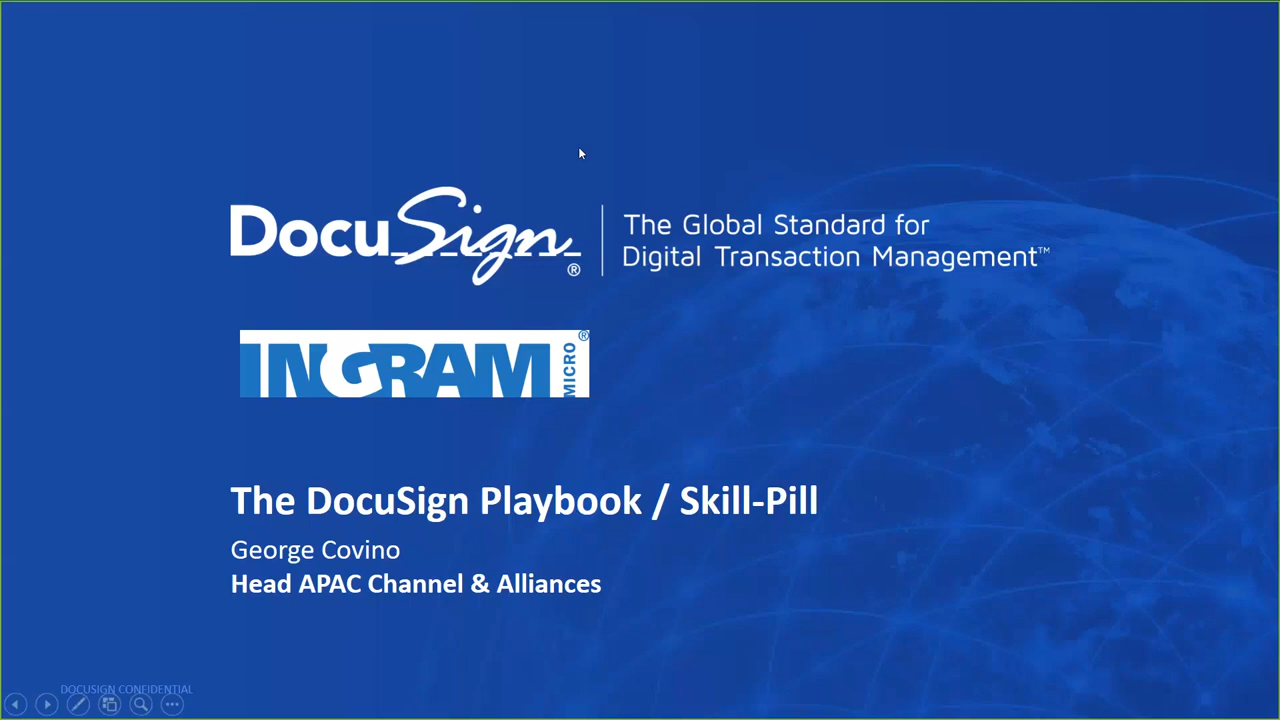 DocuSign®
The Global Standard for
Digital Transaction Management™
INGRAM MICRO®
The DocuSign Playbook / Skill-Pill
George Covino
Head APAC Channel & Alliances
DOCUSIGN CONFIDENTIAL